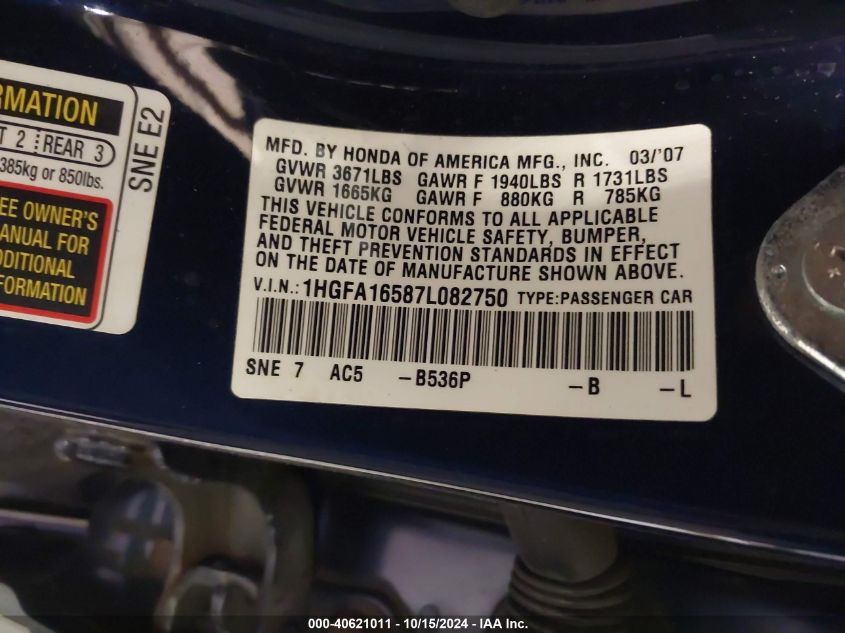 RMATION
T 2 REAR 3
385kg or 850lbs.
EE OWNER'S
ANUAL FOR
DDITIONAL
FORMATION
SNE E2
MFD. BY HONDA OF AMERICA MFG., INC. 03/'07
GVWR 3671LBS GAWR F 1940LBS R 1731LBS
GVWR 1665KG GAWR F 880KG R 785KG
THIS VEHICLE CONFORMS TO ALL APPLICABLE
FEDERAL MOTOR VEHICLE SAFETY, BUMPER,
AND THEFT PREVENTION STANDARDS IN EFFECT
ON THE DATE OF MANUFACTURE SHOWN ABOVE.
V.I.N.: 1HGFA16587L082750 TYPE:PASSENGER CAR
SNE 7 AC5 -B536P -B -L
000-40621011 - 10/15/2024 - IAA Inc.